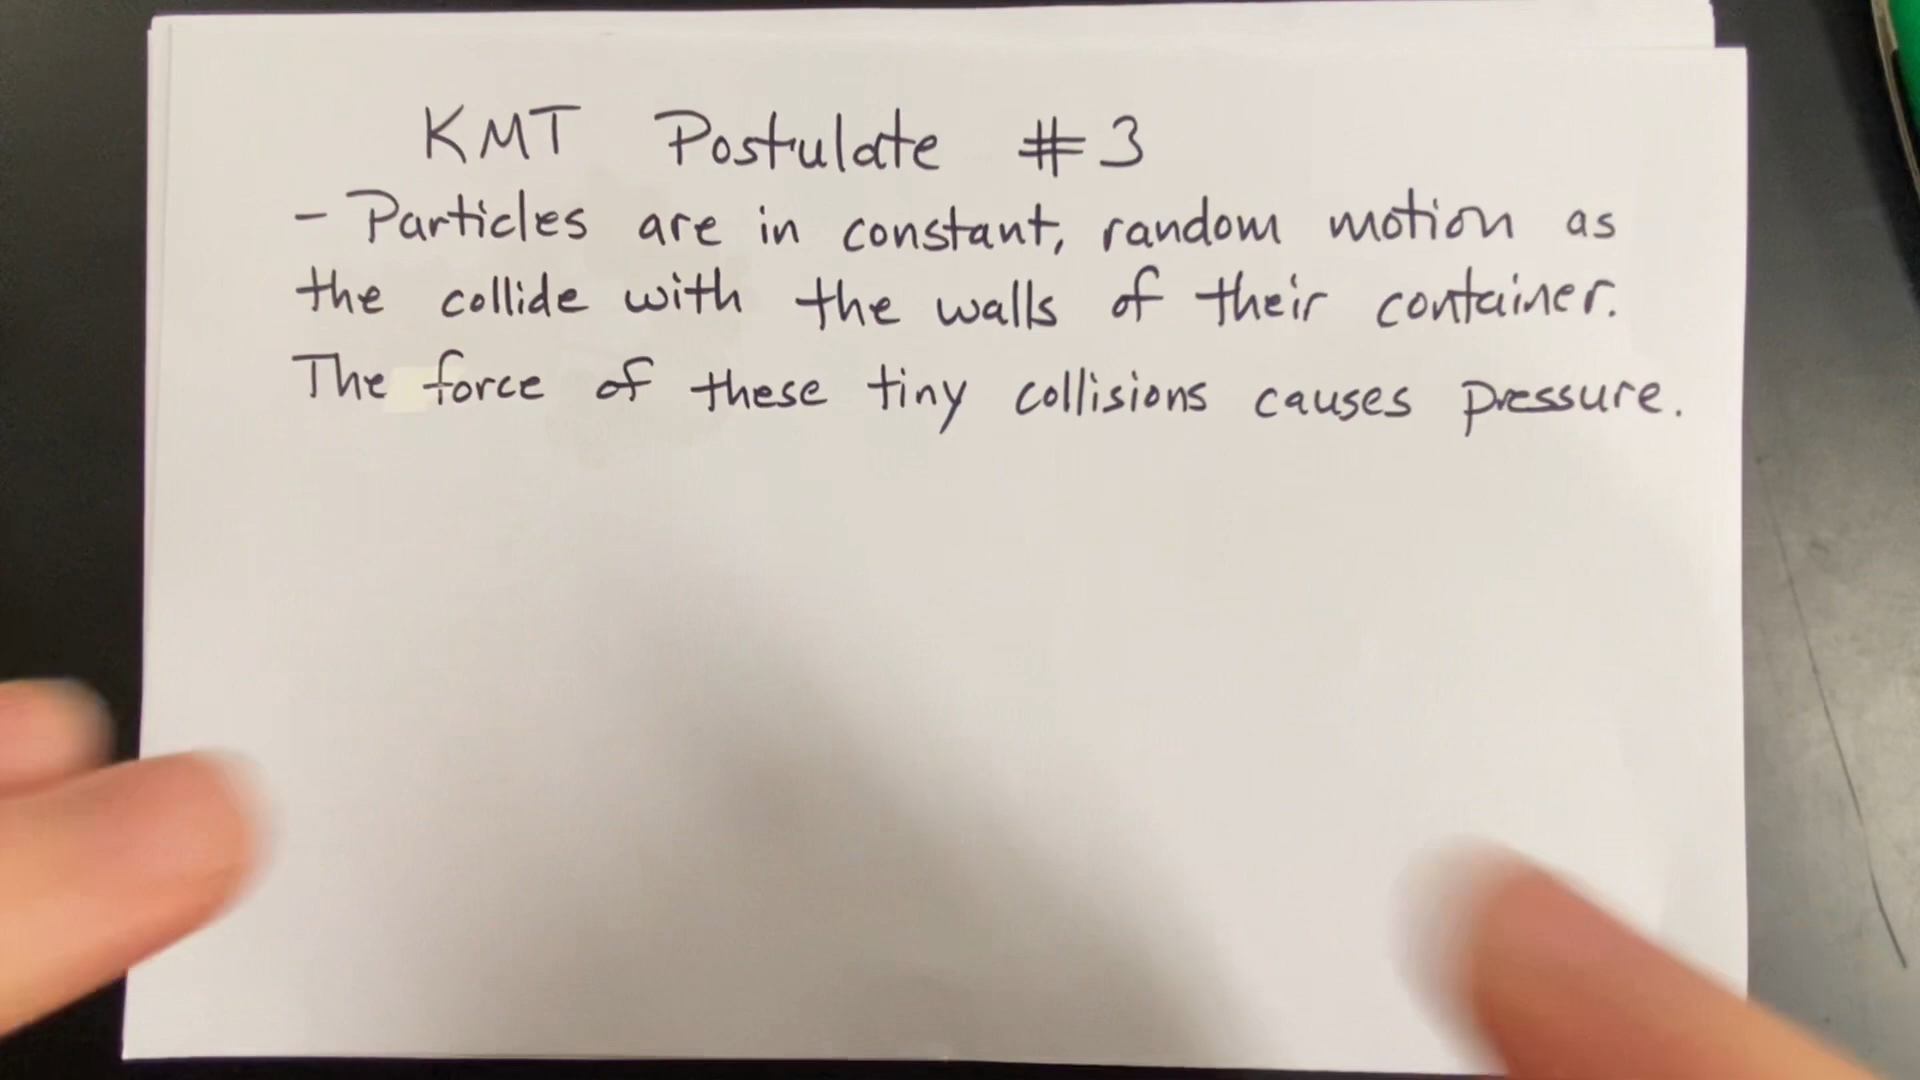 KMT Postulate #3
- Particles are in constant, random motion as
the collide with the walls of their container.
The force of these tiny collisions causes pressure.